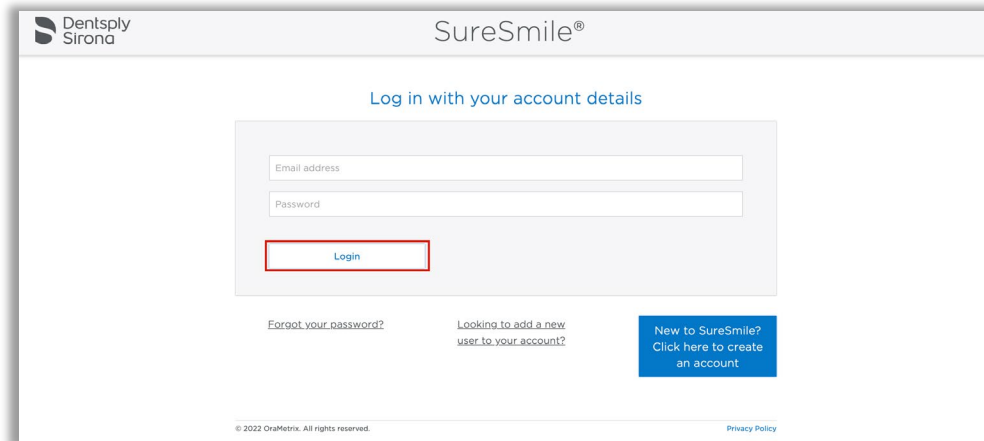 Dentsply
Sirona
SureSmile®
Log in with your account details
Email address
Password
Login
Forgot your password?
Looking to add a new
user to your account?
New to SureSmile?
Click here to create
an account
© 2022 OraMetrix. All rights reserved.
Privacy Policy